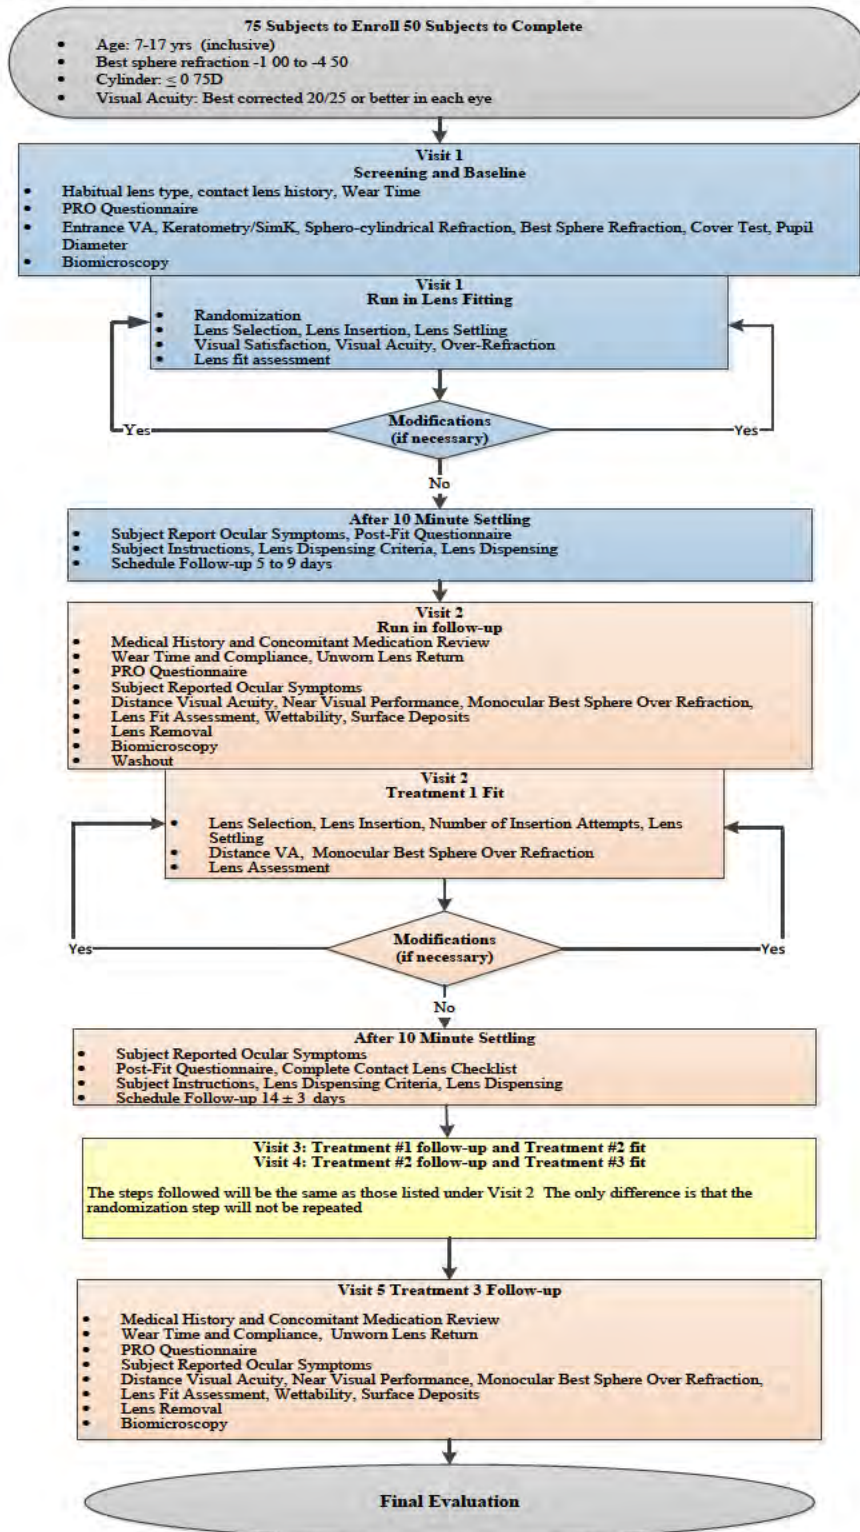 75 Subjects to Enroll 50 Subjects to Complete
• Age: 7-17 yrs (inclusive)
• Best sphere refraction -1 00 to -4 50
• Cylinder: ≤ 0 75D
• Visual Acuity: Best corrected 20/25 or better in each eye
Visit 1
Screening and Baseline
• Habitual lens type, contact lens history, Wear Time
• PRO Questionnaire
• Entrance VA, Keratometry/SimK, Sphero-cylindrical Refraction, Best Sphere Refraction, Cover Test, Pupil
Diameter
• Biomicroscopy
Visit 1
Run in Lens Fitting
• Randomization
• Lens Selection, Lens Insertion, Lens Settling
• Visual Satisfaction, Visual Acuity, Over-Refraction
• Lens fit assessment
Modifications
(if necessary)
Yes
Yes
No
After 10 Minute Settling
• Subject Report Ocular Symptoms, Post-Fit Questionnaire
• Subject Instructions, Lens Dispensing Criteria, Lens Dispensing
• Schedule Follow-up 5 to 9 days
Visit 2
Run in follow-up
• Medical History and Concomitant Medication Review
• Wear Time and Compliance, Unworn Lens Return
• PRO Questionnaire
• Subject Reported Ocular Symptoms
• Distance Visual Acuity, Near Visual Performance, Monocular Best Sphere Over Refraction,
• Lens Fit Assessment, Wettability, Surface Deposits
• Lens Removal
• Biomicroscopy
• Washout
Visit 2
Treatment 1 Fit
• Lens Selection, Lens Insertion, Number of Insertion Attempts, Lens
Settling
• Distance VA, Monocular Best Sphere Over Refraction
• Lens Assessment
Modifications
(if necessary)
Yes
Yes
No
After 10 Minute Settling
• Subject Reported Ocular Symptoms
• Post-Fit Questionnaire, Complete Contact Lens Checklist
• Subject Instructions, Lens Dispensing Criteria, Lens Dispensing
• Schedule Follow-up 14 ± 3 days
Visit 3: Treatment #1 follow-up and Treatment #2 fit
Visit 4: Treatment #2 follow-up and Treatment #3 fit
The steps followed will be the same as those listed under Visit 2 The only difference is that the
randomization step will not be repeated
Visit 5 Treatment 3 Follow-up
• Medical History and Concomitant Medication Review
• Wear Time and Compliance, Unworn Lens Return
• PRO Questionnaire
• Subject Reported Ocular Symptoms
• Distance Visual Acuity, Near Visual Performance, Monocular Best Sphere Over Refraction,
• Lens Fit Assessment, Wettability, Surface Deposits
• Lens Removal
• Biomicroscopy
Final Evaluation